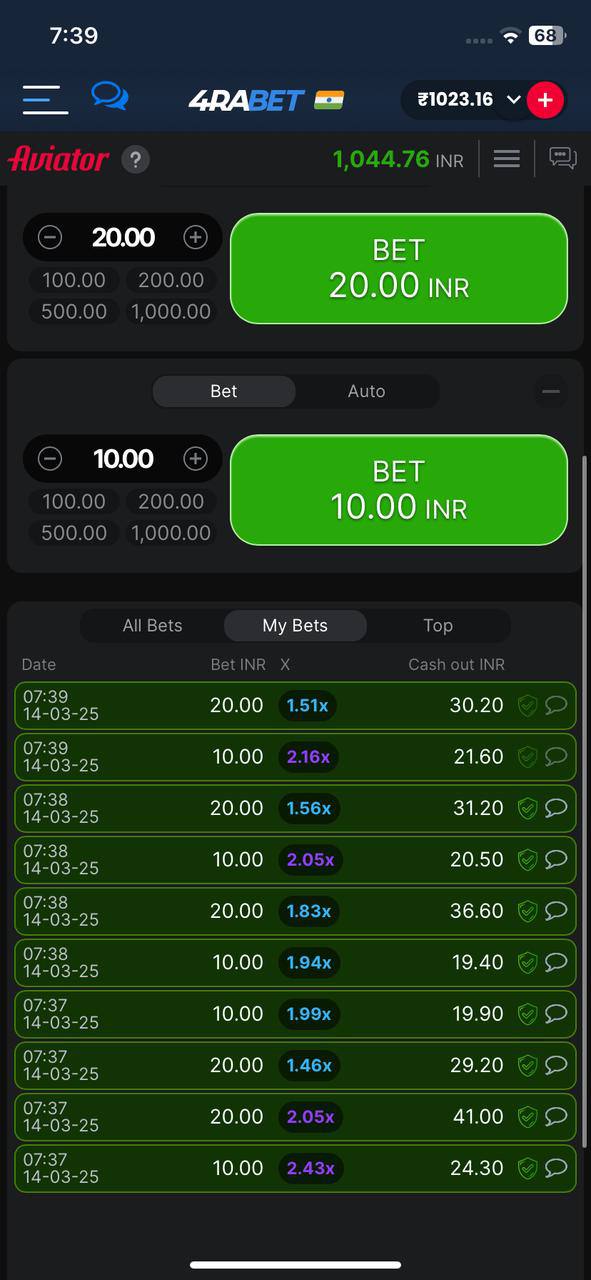 7:39
68
4RABET
₹1023.16
Aviator ? 1,044.76 INR
20.00
100.00 200.00
500.00 1,000.00
BET
20.00 INR
Bet Auto
10.00
100.00 200.00
500.00 1,000.00
BET
10.00 INR
All Bets My Bets Top
Date Bet INR X Cash out INR
07:39
14-03-25 20.00 1.51x 30.20
07:39
14-03-25 10.00 2.16x 21.60
07:38
14-03-25 20.00 1.56x 31.20
07:38
14-03-25 10.00 2.05x 20.50
07:38
14-03-25 20.00 1.83x 36.60
07:38
14-03-25 10.00 1.94x 19.40
07:37
14-03-25 10.00 1.99x 19.90
07:37
14-03-25 20.00 1.46x 29.20
07:37
14-03-25 20.00 2.05x 41.00
07:37
14-03-25 10.00 2.43x 24.30